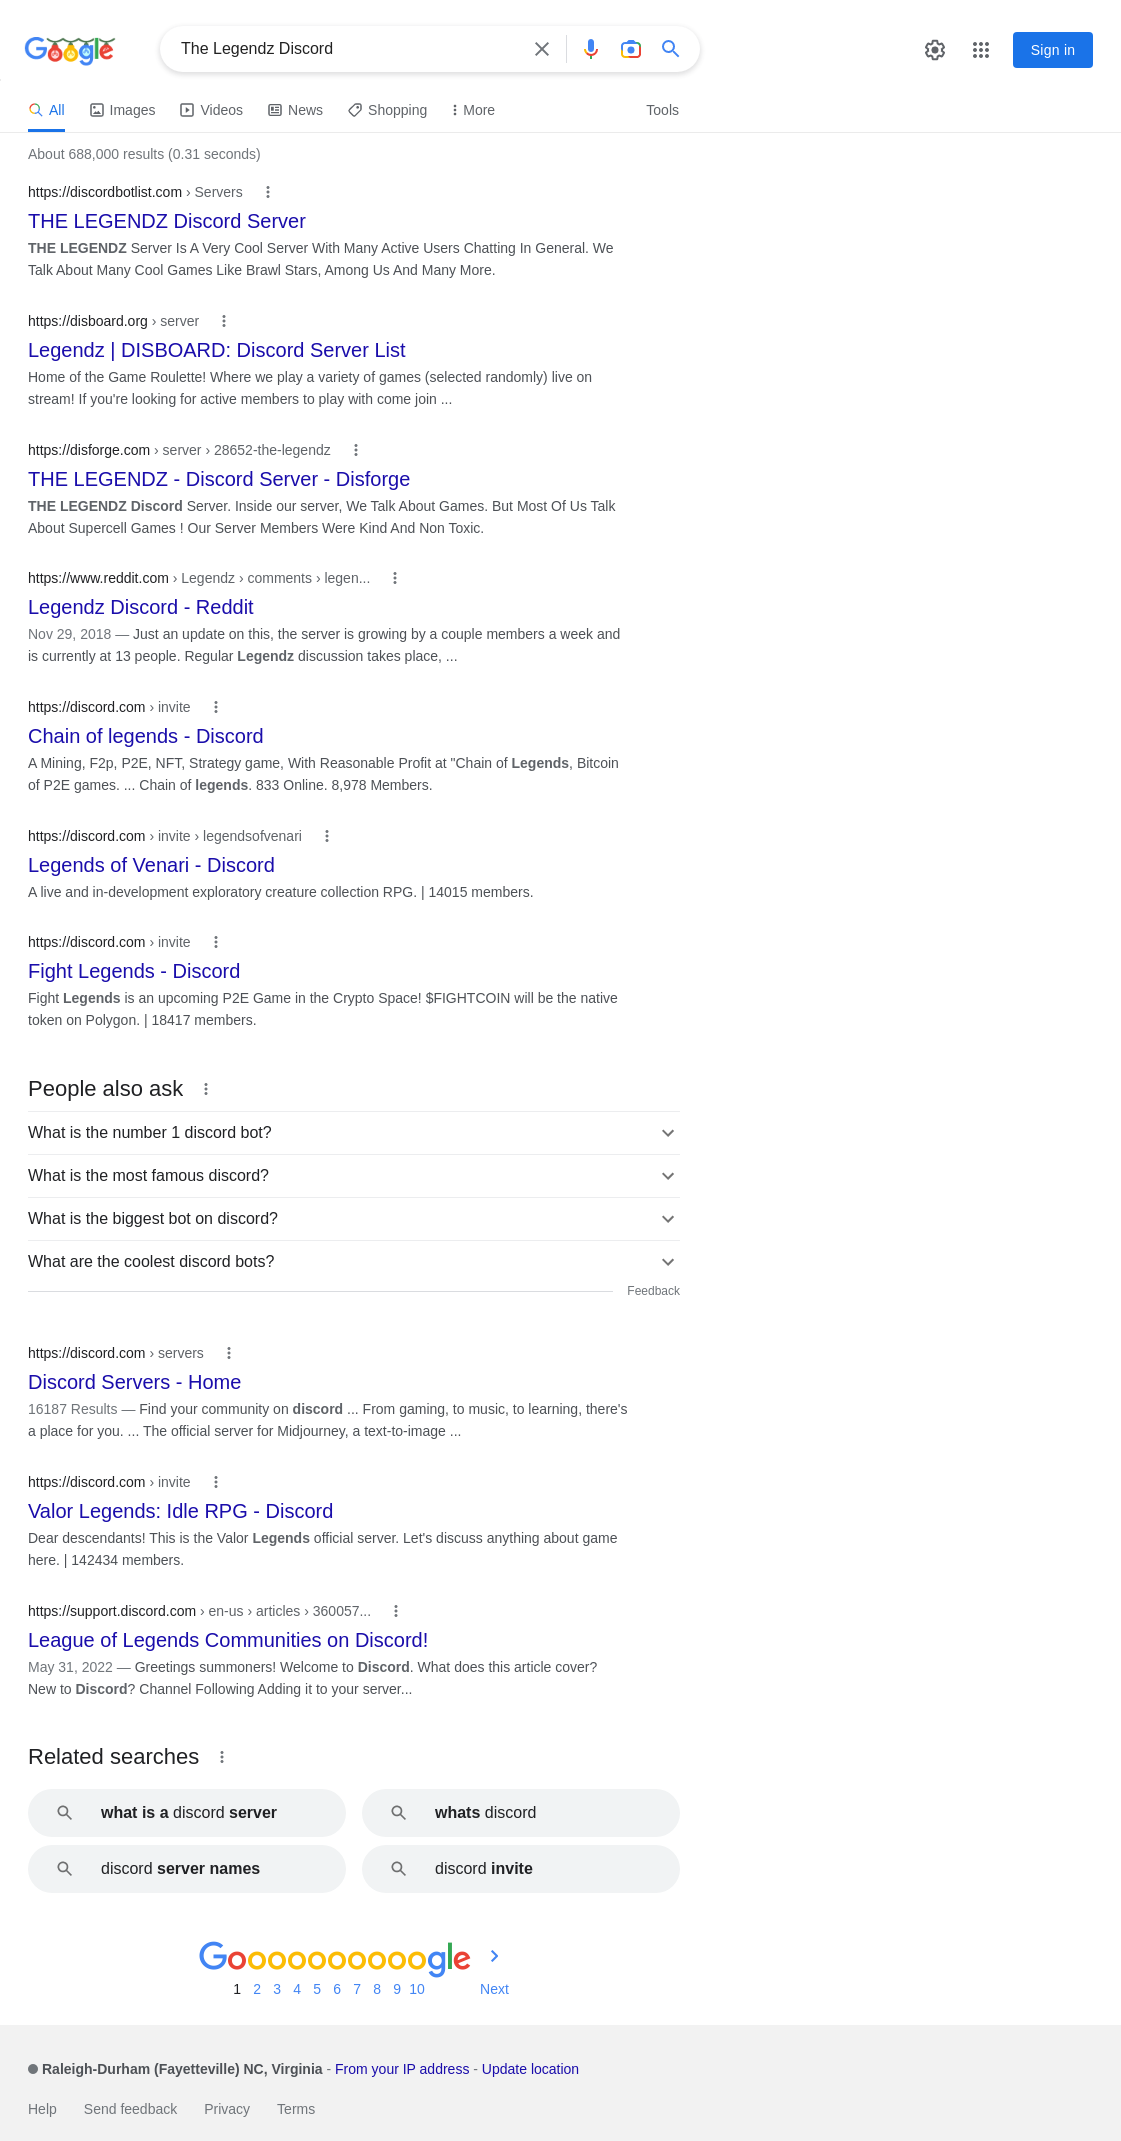 Google
The Legendz Discord
Sign in
All
Images
Videos
News
Shopping
More
Tools
About 688,000 results (0.31 seconds)
https://discordbotlist.com › Servers
THE LEGENDZ Discord Server
THE LEGENDZ Server Is A Very Cool Server With Many Active Users Chatting In General. We
Talk About Many Cool Games Like Brawl Stars, Among Us And Many More.
https://disboard.org › server
Legendz | DISBOARD: Discord Server List
Home of the Game Roulette! Where we play a variety of games (selected randomly) live on
stream! If you're looking for active members to play with come join ...
https://disforge.com › server › 28652-the-legendz
THE LEGENDZ - Discord Server - Disforge
THE LEGENDZ Discord Server. Inside our server, We Talk About Games. But Most Of Us Talk
About Supercell Games ! Our Server Members Were Kind And Non Toxic.
https://www.reddit.com › Legendz › comments › legen...
Legendz Discord - Reddit
Nov 29, 2018 — Just an update on this, the server is growing by a couple members a week and
is currently at 13 people. Regular Legendz discussion takes place, ...
https://discord.com › invite
Chain of legends - Discord
A Mining, F2p, P2E, NFT, Strategy game, With Reasonable Profit at "Chain of Legends, Bitcoin
of P2E games. ... Chain of legends. 833 Online. 8,978 Members.
https://discord.com › invite › legendsofvenari
Legends of Venari - Discord
A live and in-development exploratory creature collection RPG. | 14015 members.
https://discord.com › invite
Fight Legends - Discord
Fight Legends is an upcoming P2E Game in the Crypto Space! $FIGHTCOIN will be the native
token on Polygon. | 18417 members.
People also ask
What is the number 1 discord bot?
What is the most famous discord?
What is the biggest bot on discord?
What are the coolest discord bots?
Feedback
https://discord.com › servers
Discord Servers - Home
16187 Results — Find your community on discord ... From gaming, to music, to learning, there's
a place for you. ... The official server for Midjourney, a text-to-image ...
https://discord.com › invite
Valor Legends: Idle RPG - Discord
Dear descendants! This is the Valor Legends official server. Let's discuss anything about game
here. | 142434 members.
https://support.discord.com › en-us › articles › 360057...
League of Legends Communities on Discord!
May 31, 2022 — Greetings summoners! Welcome to Discord. What does this article cover?
New to Discord? Channel Following Adding it to your server...
Related searches
what is a discord server
whats discord
discord server names
discord invite
Goooooooooogle
1 2 3 4 5 6 7 8 9 10 Next
Raleigh-Durham (Fayetteville) NC, Virginia - From your IP address - Update location
Help Send feedback Privacy Terms